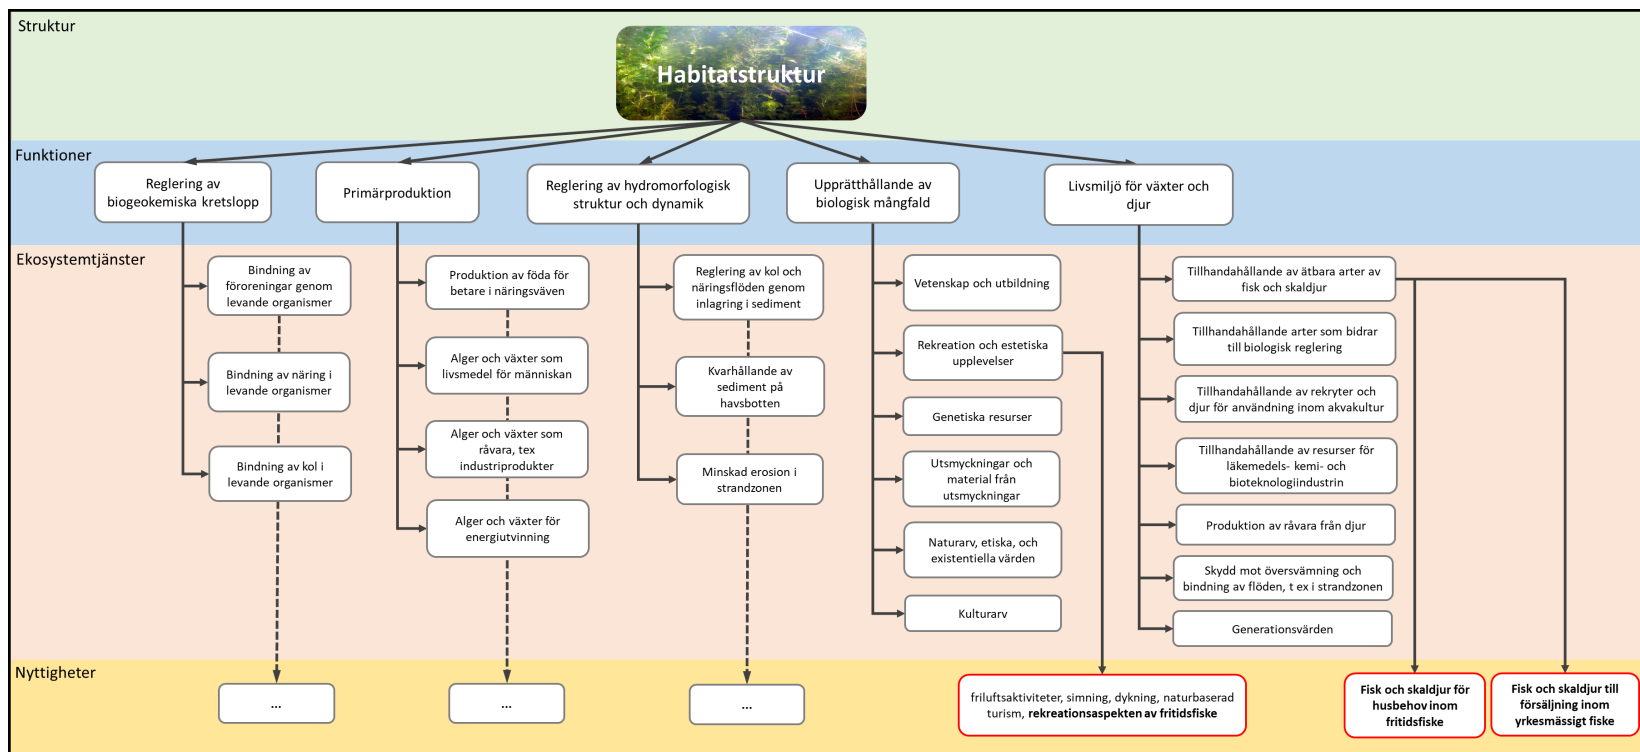 Struktur
Habitatstruktur
Funktioner
Reglering av
biogeokemiska kretslopp
Primärproduktion
Reglering av hydromorfologisk
struktur och dynamik
Upprätthållande av
biologisk mångfald
Livsmiljö för växter och
djur
Ekosystemtjänster
Bindning av
föroreningar genom
levande organismer
Bindning av näring i
levande organismer
Bindning av kol i
levande organismer
Produktion av föda för
betare i näringsväven
Alger och växter som
livsmedel för människan
Alger och växter som
råvara, tex
industriprodukter
Alger och växter för
energiutvinning
Reglering av kol och
näringsflöden genom
inlagring i sediment
Kvarhållande av
sediment på
havsbotten
Minskad erosion i
strandzonen
Vetenskap och utbildning
Rekreation och estetiska
upplevelser
Genetiska resurser
Utsmyckningar och
material från
utsmyckningar
Naturarv, etiska, och
existentiella värden
Kulturarv
Tillhandahållande av ätbara arter av
fisk och skaldjur
Tillhandahållande arter som bidrar
till biologisk reglering
Tillhandahållande av rekryter och
djur för användning inom akvakultur
Tillhandahållande av resurser för
läkemedels- kemi- och
bioteknologiindustrin
Produktion av råvara från djur
Skydd mot översvämning och
bindning av flöden, t ex i strandzonen
Generationsvärden
Nyttigheter
...
...
...
friluftsaktiviteter, simning, dykning, naturbaserad
turism, rekreationsaspekten av fritidsfiske
Fisk och skaldjur för
husbehov inom
fritidsfiske
Fisk och skaldjur till
försäljning inom
yrkesmässigt fiske